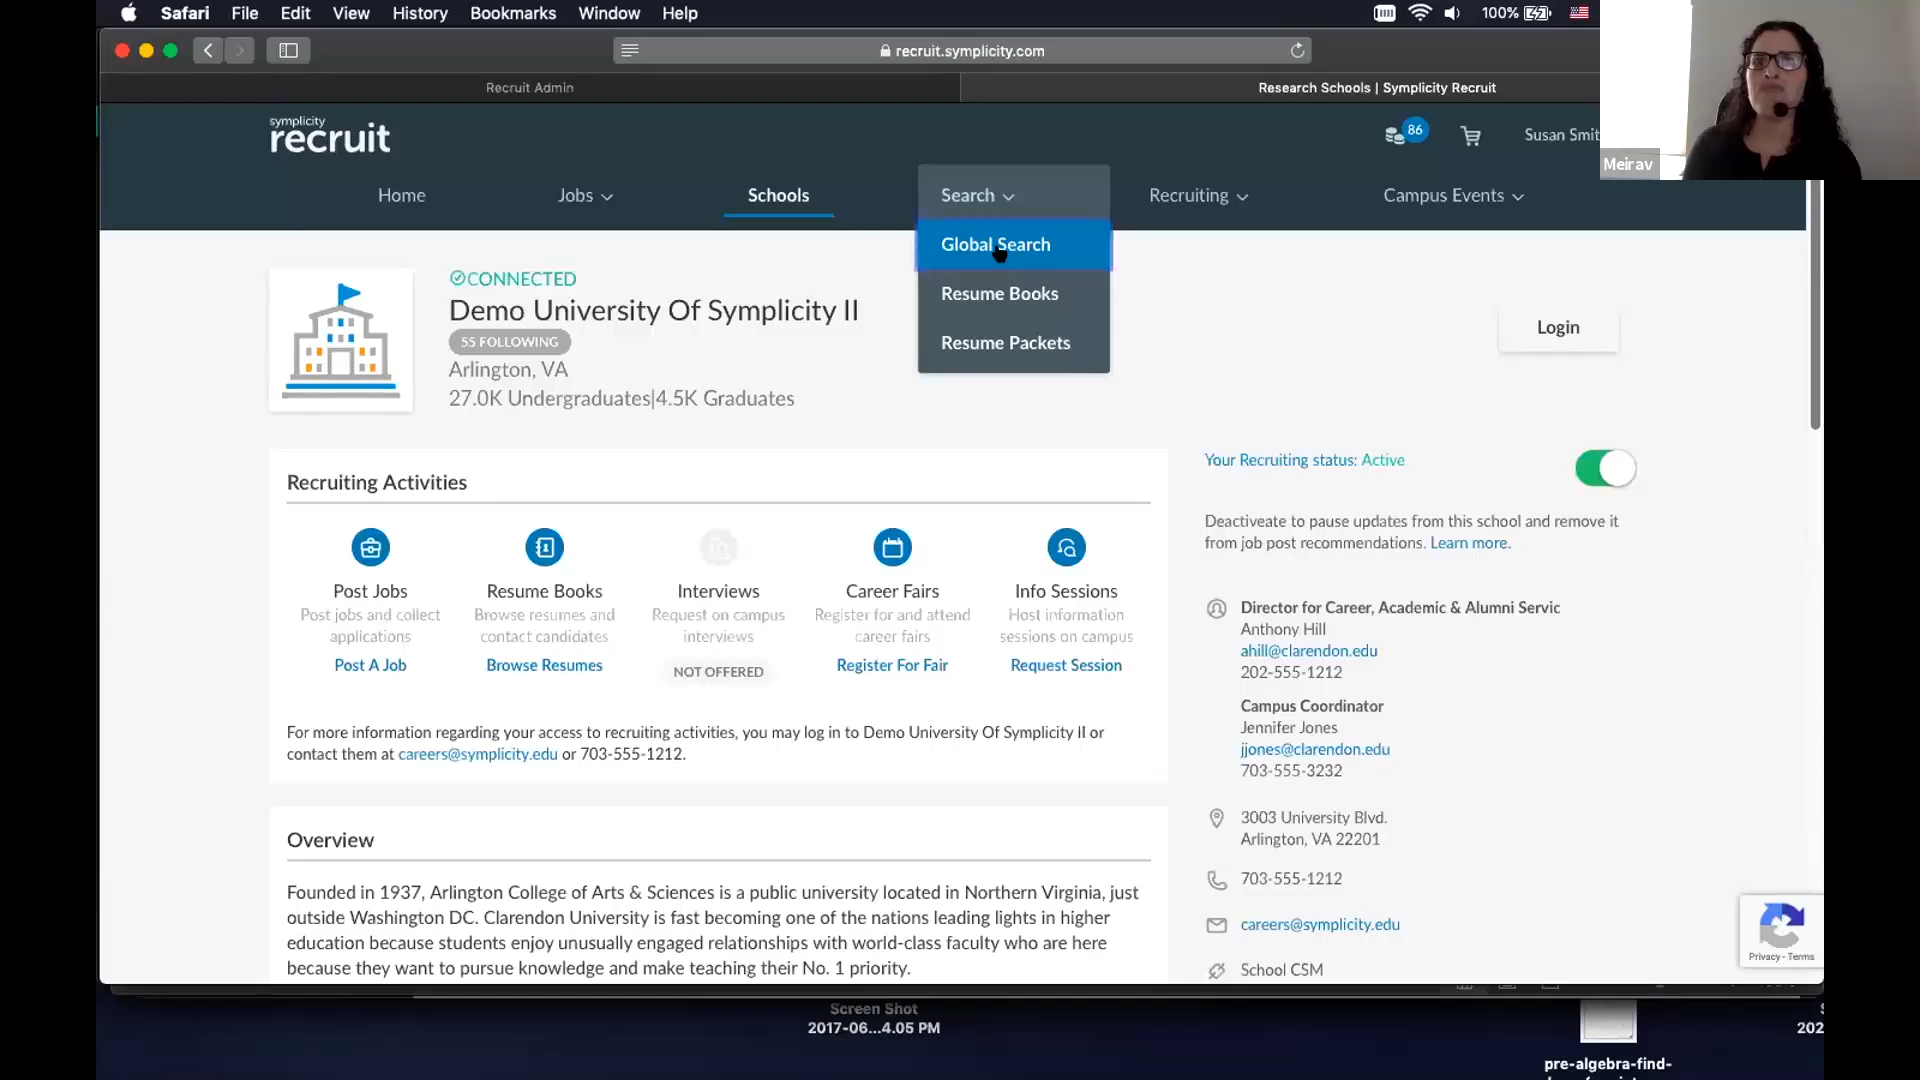 Safari File Edit View History Bookmarks Window Help 100%
recruit.symplicity.com
Recruit Admin Research Schools | Symplicity Recruit
symplicity
recruit
86 Susan Smit
Meirav
Home Jobs Schools Search Recruiting Campus Events
Global Search
Resume Books
Resume Packets
CONNECTED
Demo University Of Symplicity II
55 FOLLOWING
Arlington, VA
27.0K Undergraduates|4.5K Graduates
Login
Recruiting Activities
Post Jobs
Post jobs and collect
applications
Post A Job
Resume Books
Browse resumes and
contact candidates
Browse Resumes
Interviews
Request on campus
interviews
NOT OFFERED
Career Fairs
Register for and attend
career fairs
Register For Fair
Info Sessions
Host information
sessions on campus
Request Session
For more information regarding your access to recruiting activities, you may log in to Demo University Of Symplicity II or
contact them at careers@symplicity.edu or 703-555-1212.
Overview
Founded in 1937, Arlington College of Arts & Sciences is a public university located in Northern Virginia, just
outside Washington DC. Clarendon University is fast becoming one of the nations leading lights in higher
education because students enjoy unusually engaged relationships with world-class faculty who are here
because they want to pursue knowledge and make teaching their No. 1 priority.
Your Recruiting status: Active
Deactiveate to pause updates from this school and remove it
from job post recommendations. Learn more.
Director for Career, Academic & Alumni Servic
Anthony Hill
ahill@clarendon.edu
202-555-1212
Campus Coordinator
Jennifer Jones
jjones@clarendon.edu
703-555-3232
3003 University Blvd.
Arlington, VA 22201
703-555-1212
careers@symplicity.edu
School CSM
Privacy - Terms
Screen Shot
2017-06...4.05 PM
202
pre-algebra-find-